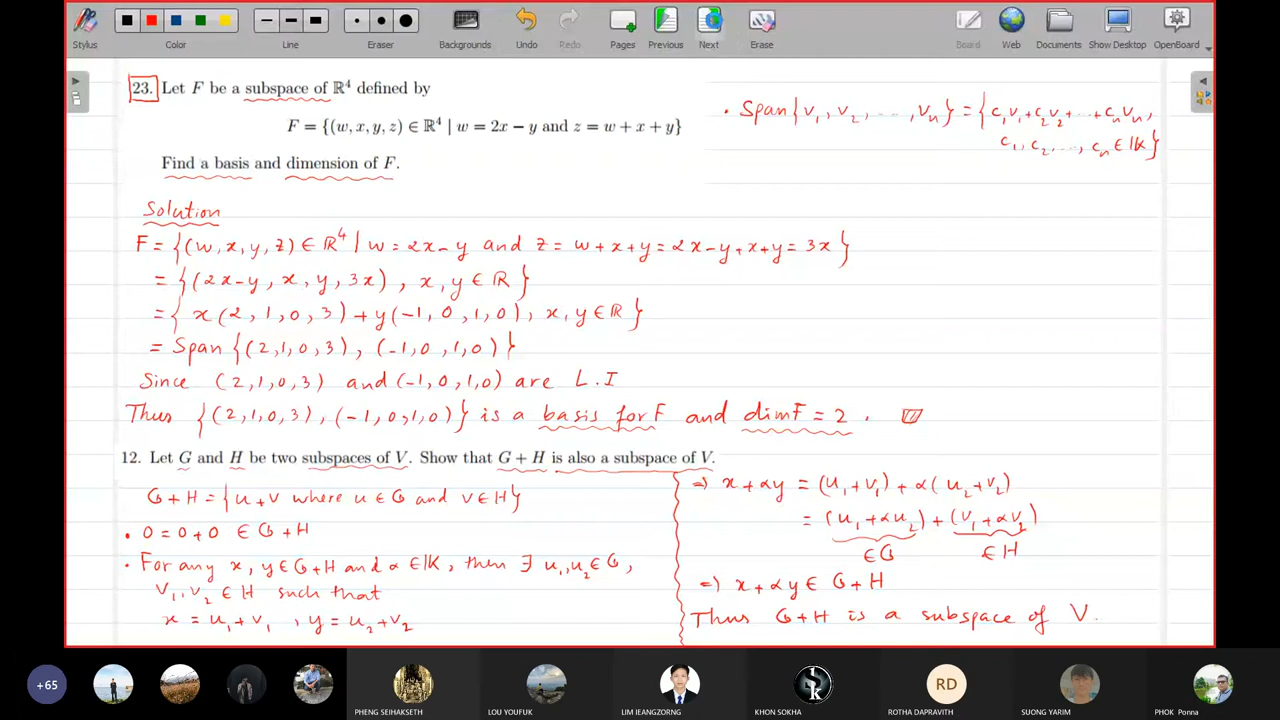 Stylus Color Line Eraser Backgrounds Undo Redo Pages Previous Next Erase Board Web Documents Show Desktop OpenBoard
23. Let F be a subspace of ℝ⁴ defined by
F = {(w, x, y, z) ∈ ℝ⁴ | w = 2x − y and z = w + x + y}
Find a basis and dimension of F.
• Span{v₁, v₂, ...., vₙ} = {c₁v₁+c₂v₂+...+cₙvₙ,
c₁, c₂, ..., cₙ ∈ IK}
Solution
F = {(w, x, y, z) ∈ ℝ⁴ | w = 2x−y and z = w+x+y = 2x−y+x+y = 3x}
= {(2x−y, x, y, 3x), x, y ∈ ℝ}
= {x(2,1,0,3)+y(-1,0,1,0), x, y ∈ ℝ}
= Span {(2,1,0,3), (-1,0,1,0)}
Since (2,1,0,3) and (-1,0,1,0) are L.I
Thus {(2,1,0,3), (-1,0,1,0)} is a basis for F and dim F = 2.
12. Let G and H be two subspaces of V. Show that G + H is also a subspace of V.
G+H = {u+v where u∈G and v∈H}
• 0 = 0+0 ∈ G+H
• For any x, y ∈ G+H and α ∈ IK, then ∃ u₁,u₂ ∈ G,
v₁, v₂ ∈ H such that
x = u₁+v₁, y = u₂+v₂
=> x+αy = (u₁+v₁)+α(u₂+v₂)
= (u₁+αu₂)+(v₁+αv₂)
∈G ∈H
=> x+αy ∈ G+H
Thus G+H is a subspace of V.
+65
RD
PHENG SEIHAKSETH LOU YOUFUK LIM IEANGZORNG KHON SOKHA ROTHA DAPRAVITH SUONG YARIM PHOK Ponna